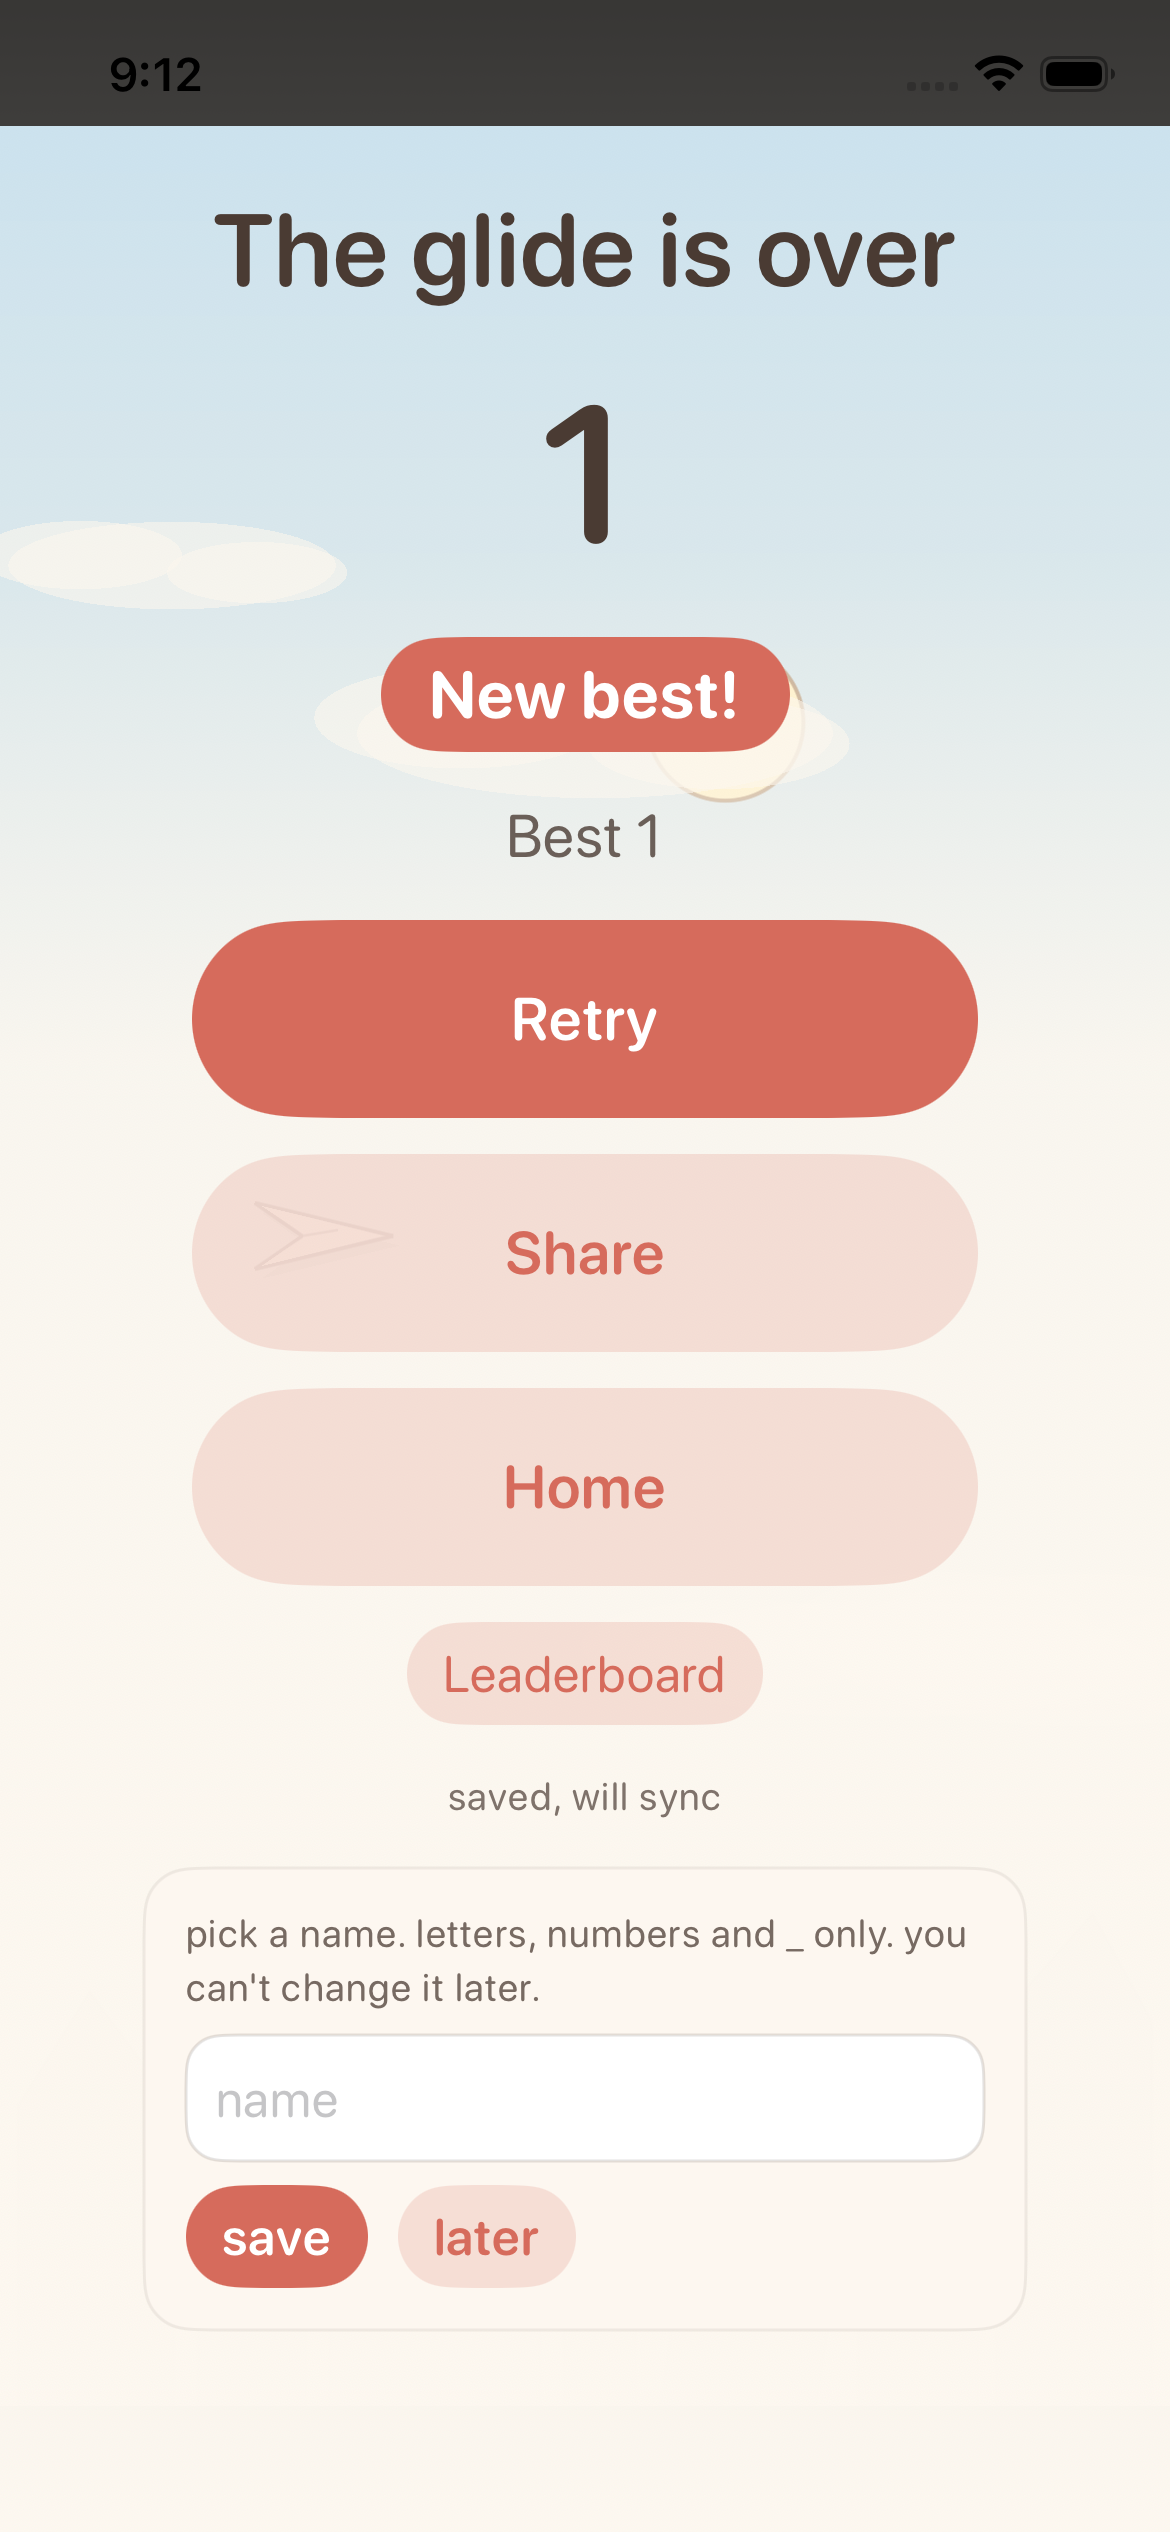 9:12
The glide is over
1
New best!
Best 1
Retry
Share
Home
Leaderboard
saved, will sync
pick a name. letters, numbers and _ only. you
can't change it later.
name
save later